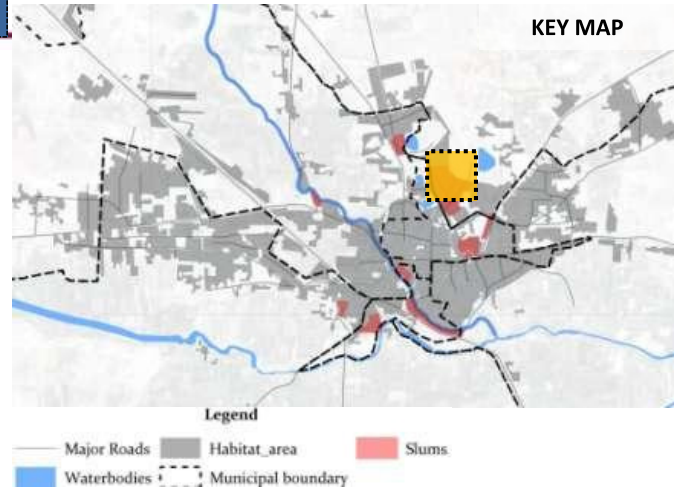 KEY MAP
Legend
Major Roads Habitat_area Slums
Waterbodies Municipal boundary